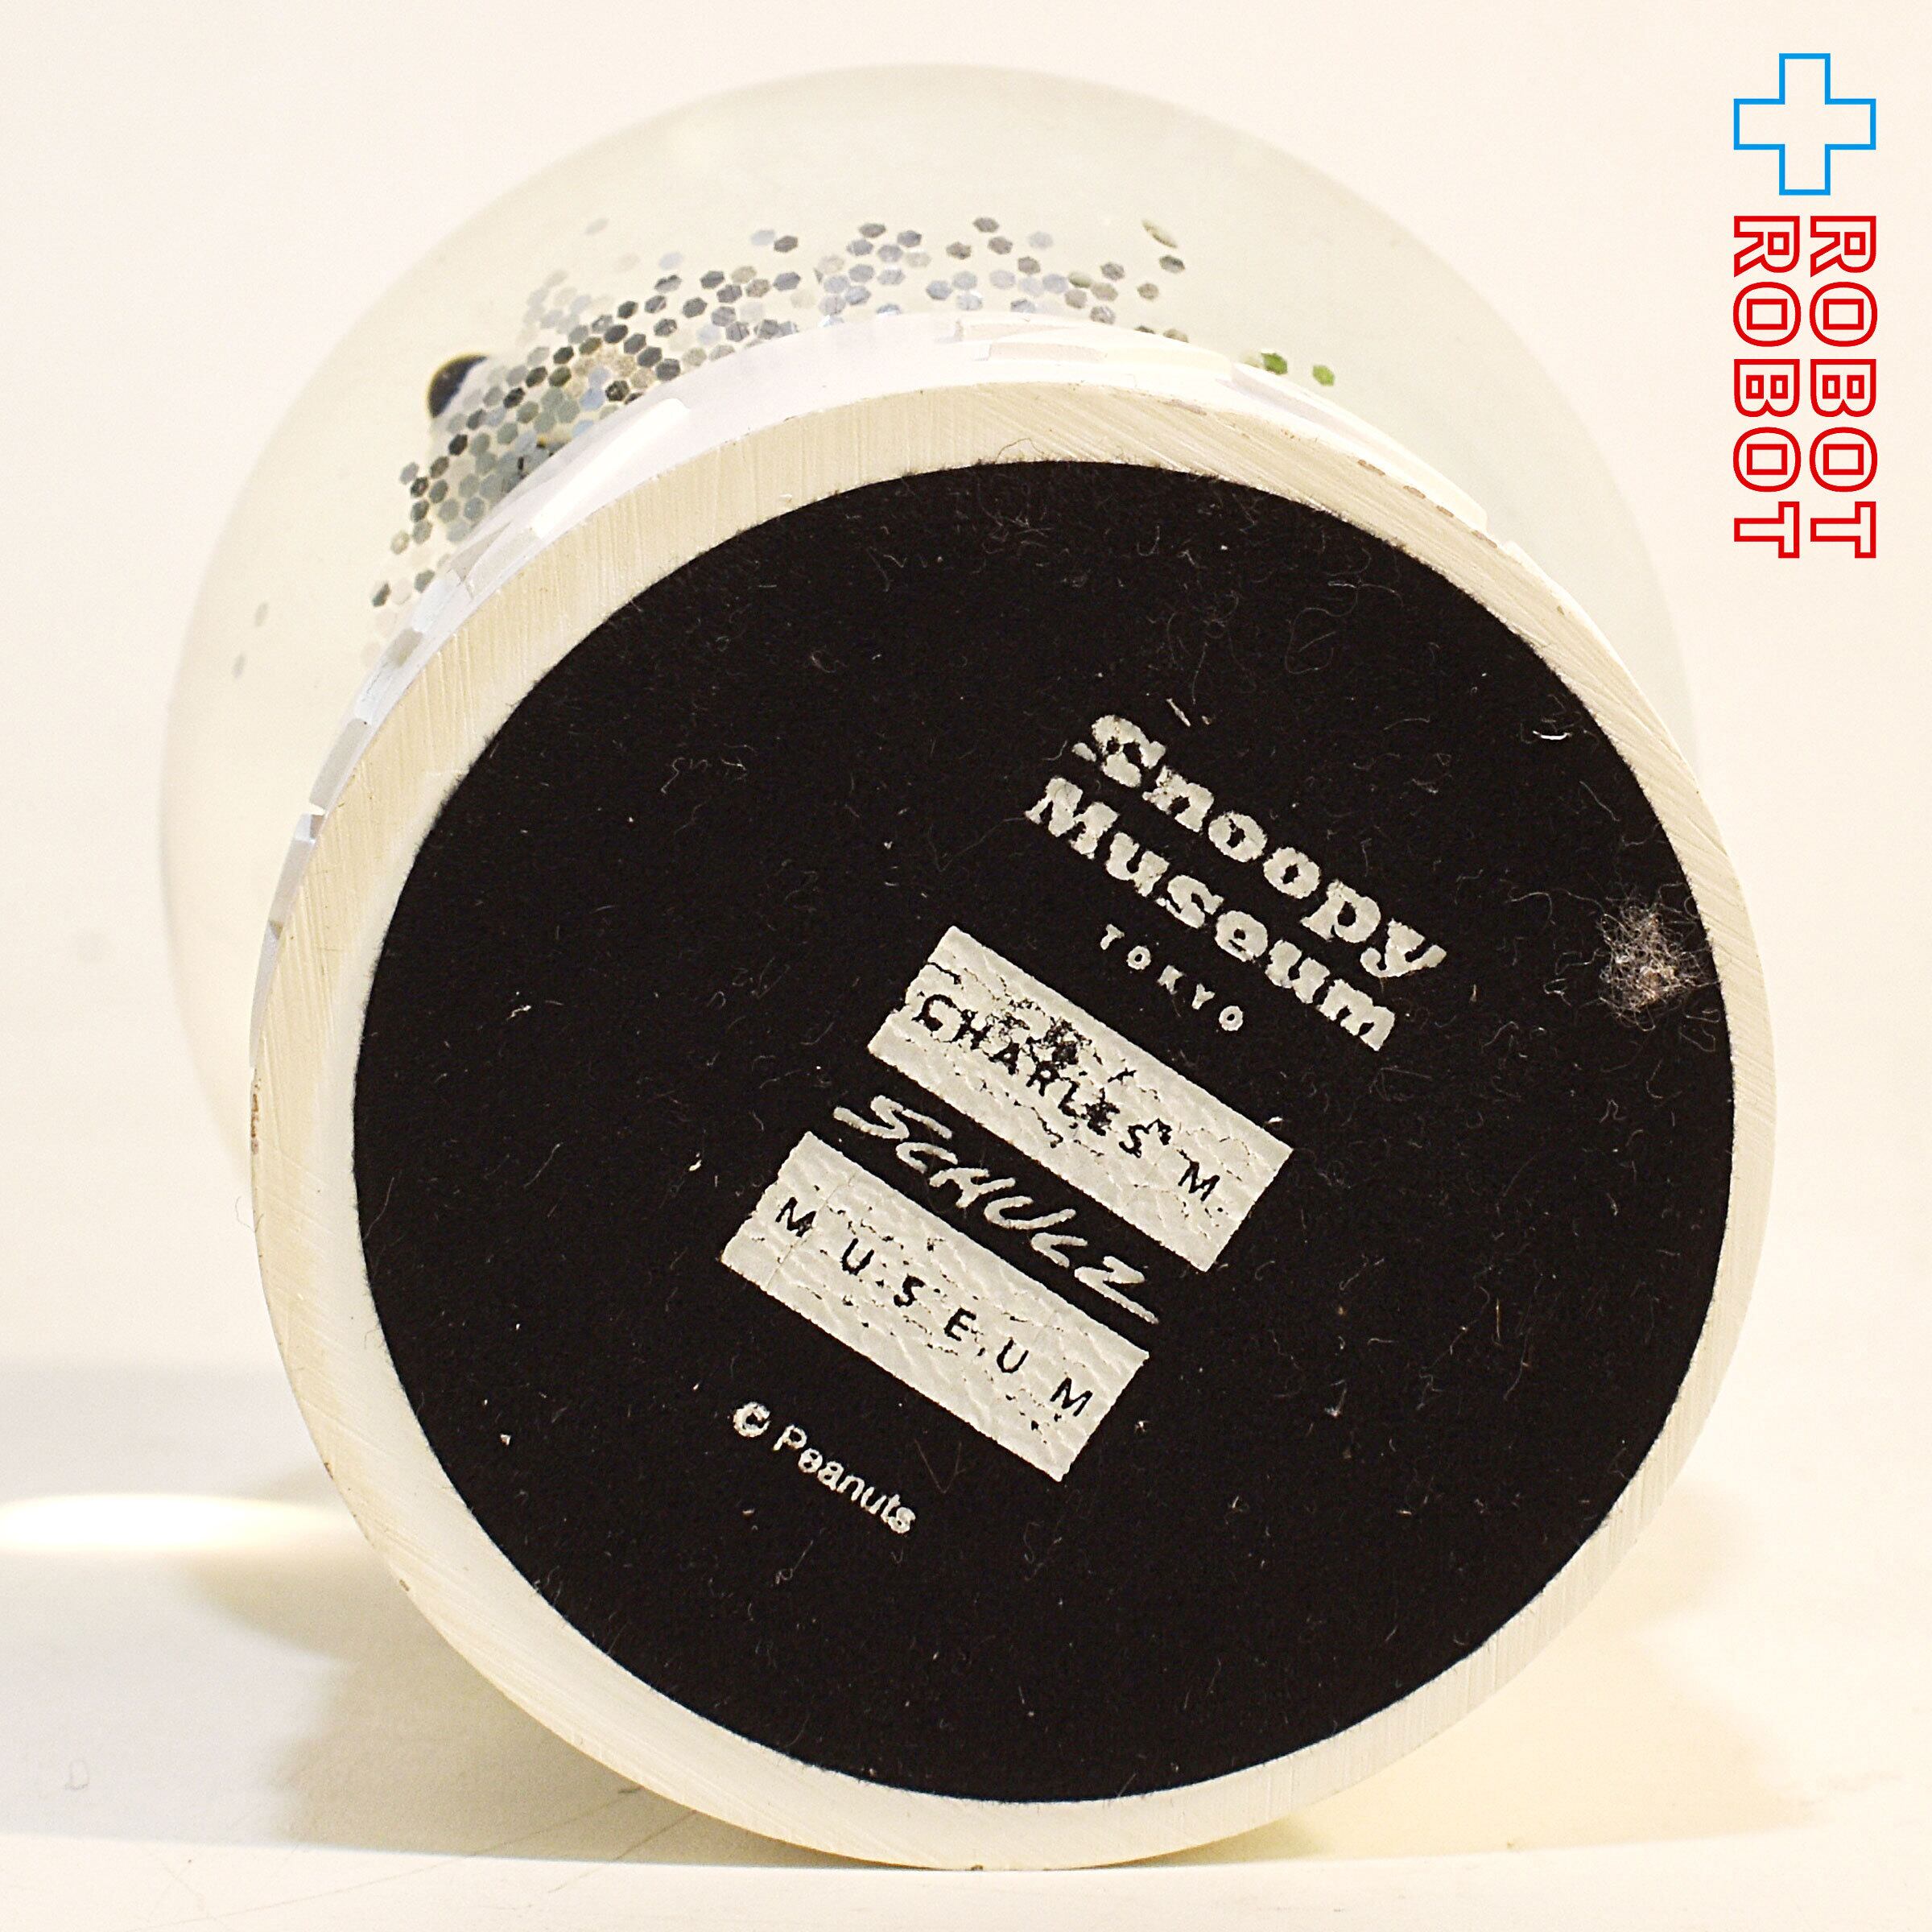 Snoopy
Museum
TOKYO
CHARLES M
SCHULZ
MUSEUM
© Peanuts
ROBOT
ROBOT